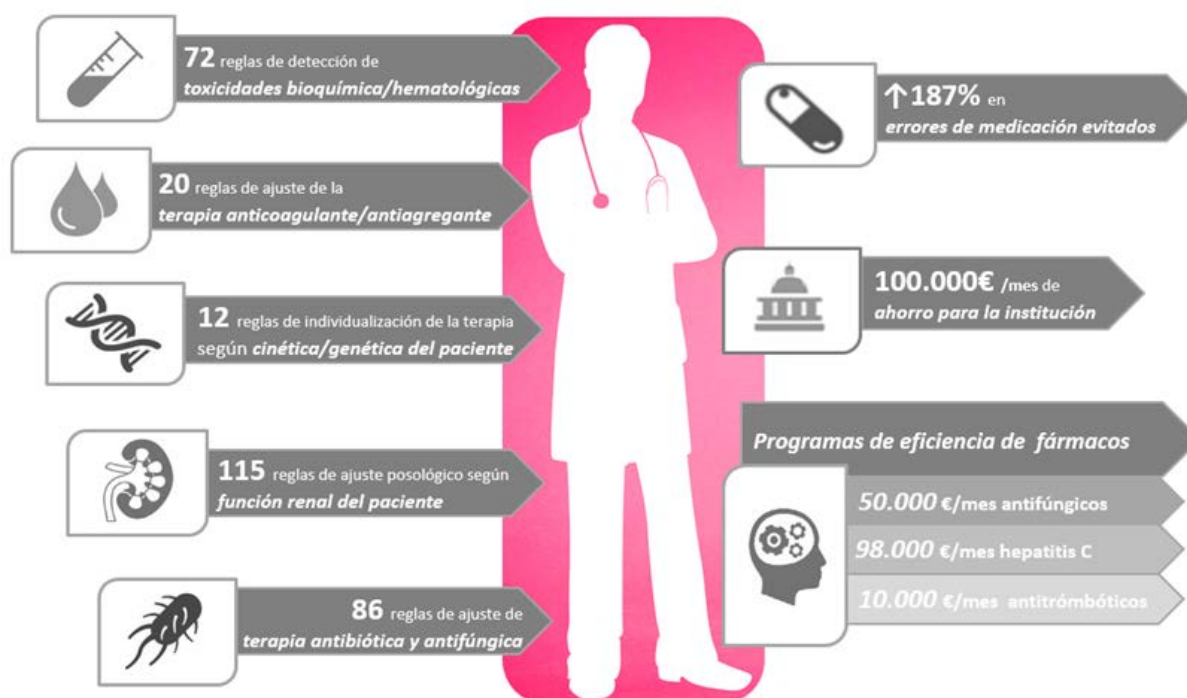 72 reglas de detección de
toxicidades bioquímica/hematológicas
20 reglas de ajuste de la
terapia anticoagulante/antiagregante
12 reglas de individualización de la terapia
según cinética/genética del paciente
115 reglas de ajuste posológico según
función renal del paciente
86 reglas de ajuste de
terapia antibiótica y antifúngica
↑187% en
errores de medicación evitados
100.000€ /mes de
ahorro para la institución
Programas de eficiencia de fármacos
50.000 €/mes antifúngicos
98.000 €/mes hepatitis C
10.000 €/mes antitrómbóticos